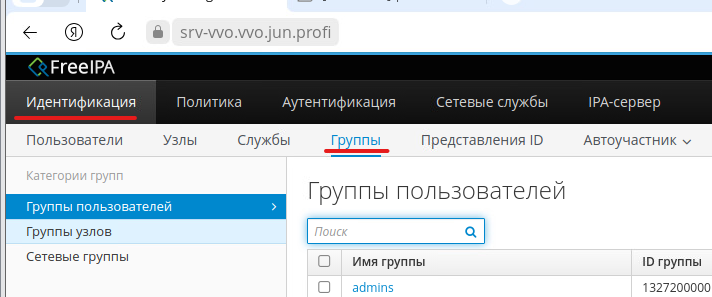 srv-vvo.vvo.jun.profi
FreeIPA
Идентификация Политика Аутентификация Сетевые службы IPA-сервер
Пользователи Узлы Службы Группы Представления ID Автоучастник
Категории групп
Группы пользователей
Группы узлов
Сетевые группы
Группы пользователей
Поиск
Имя группы ID группы
admins 1327200000